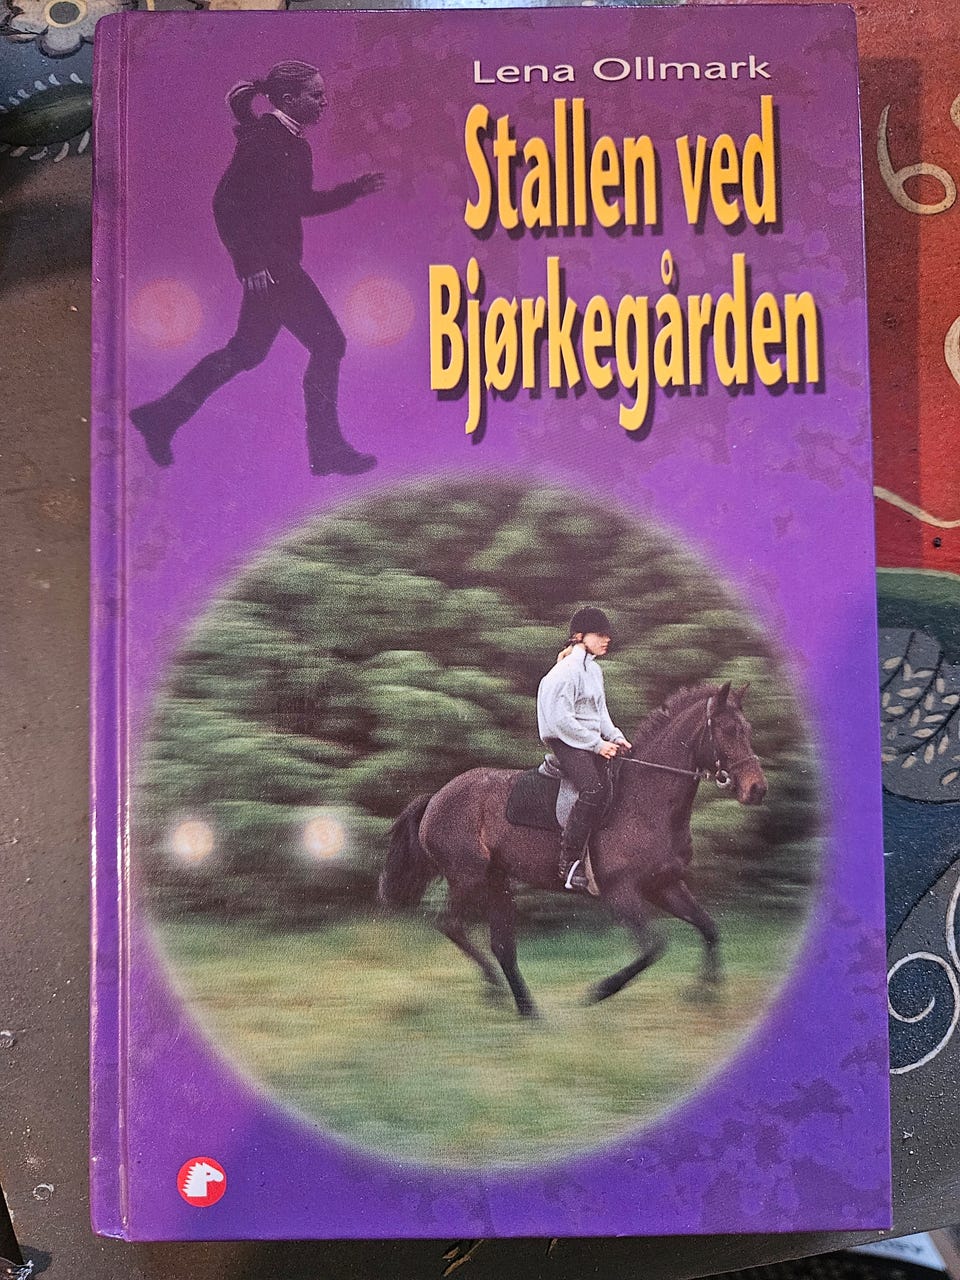 Lena Ollmark
Stallen ved
Bjørkegården